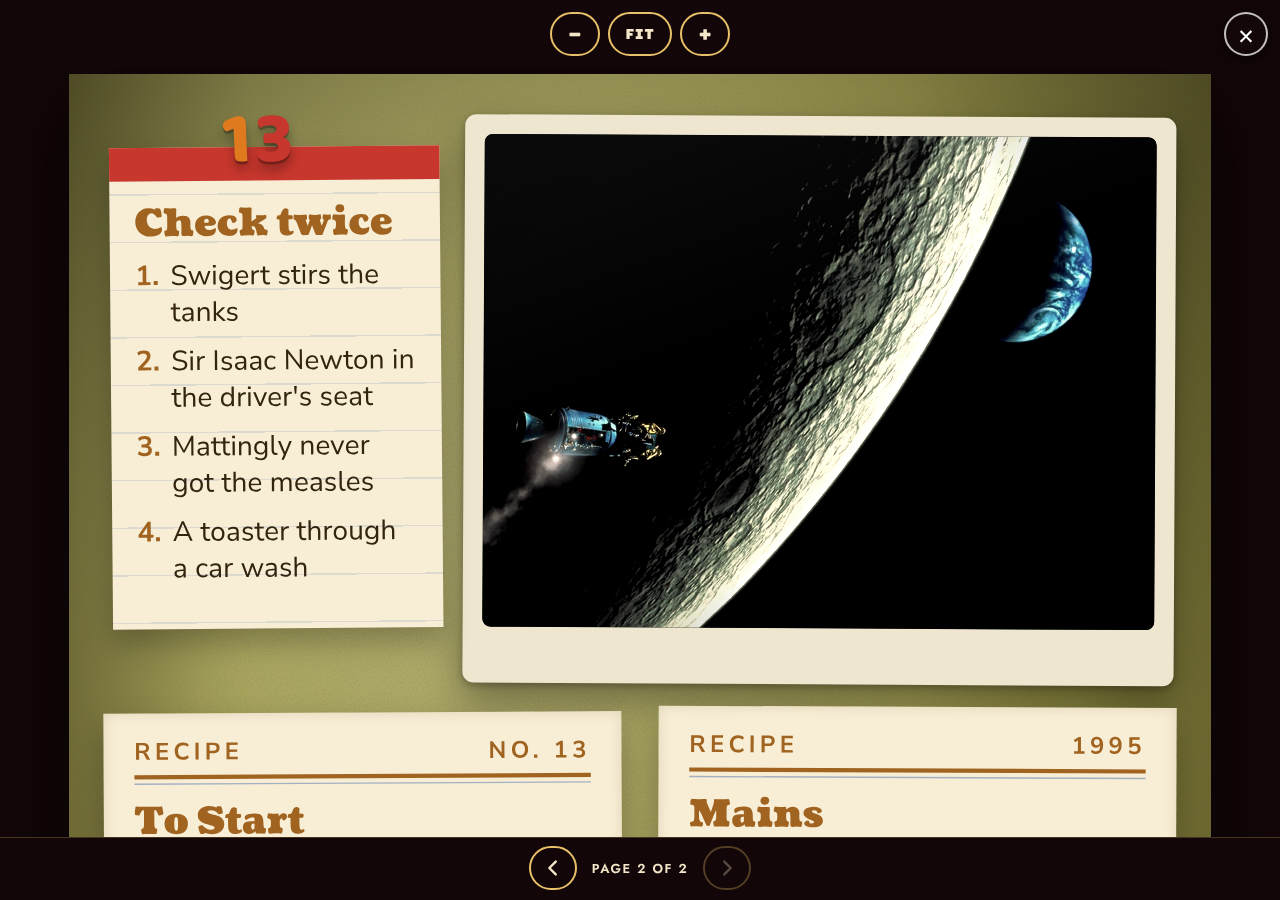 − FIT +
×
13
Check twice
1. Swigert stirs the
tanks
2. Sir Isaac Newton in
the driver's seat
3. Mattingly never
got the measles
4. A toaster through
a car wash
RECIPE NO. 13
To Start
RECIPE 1995
Mains
PAGE 2 OF 2